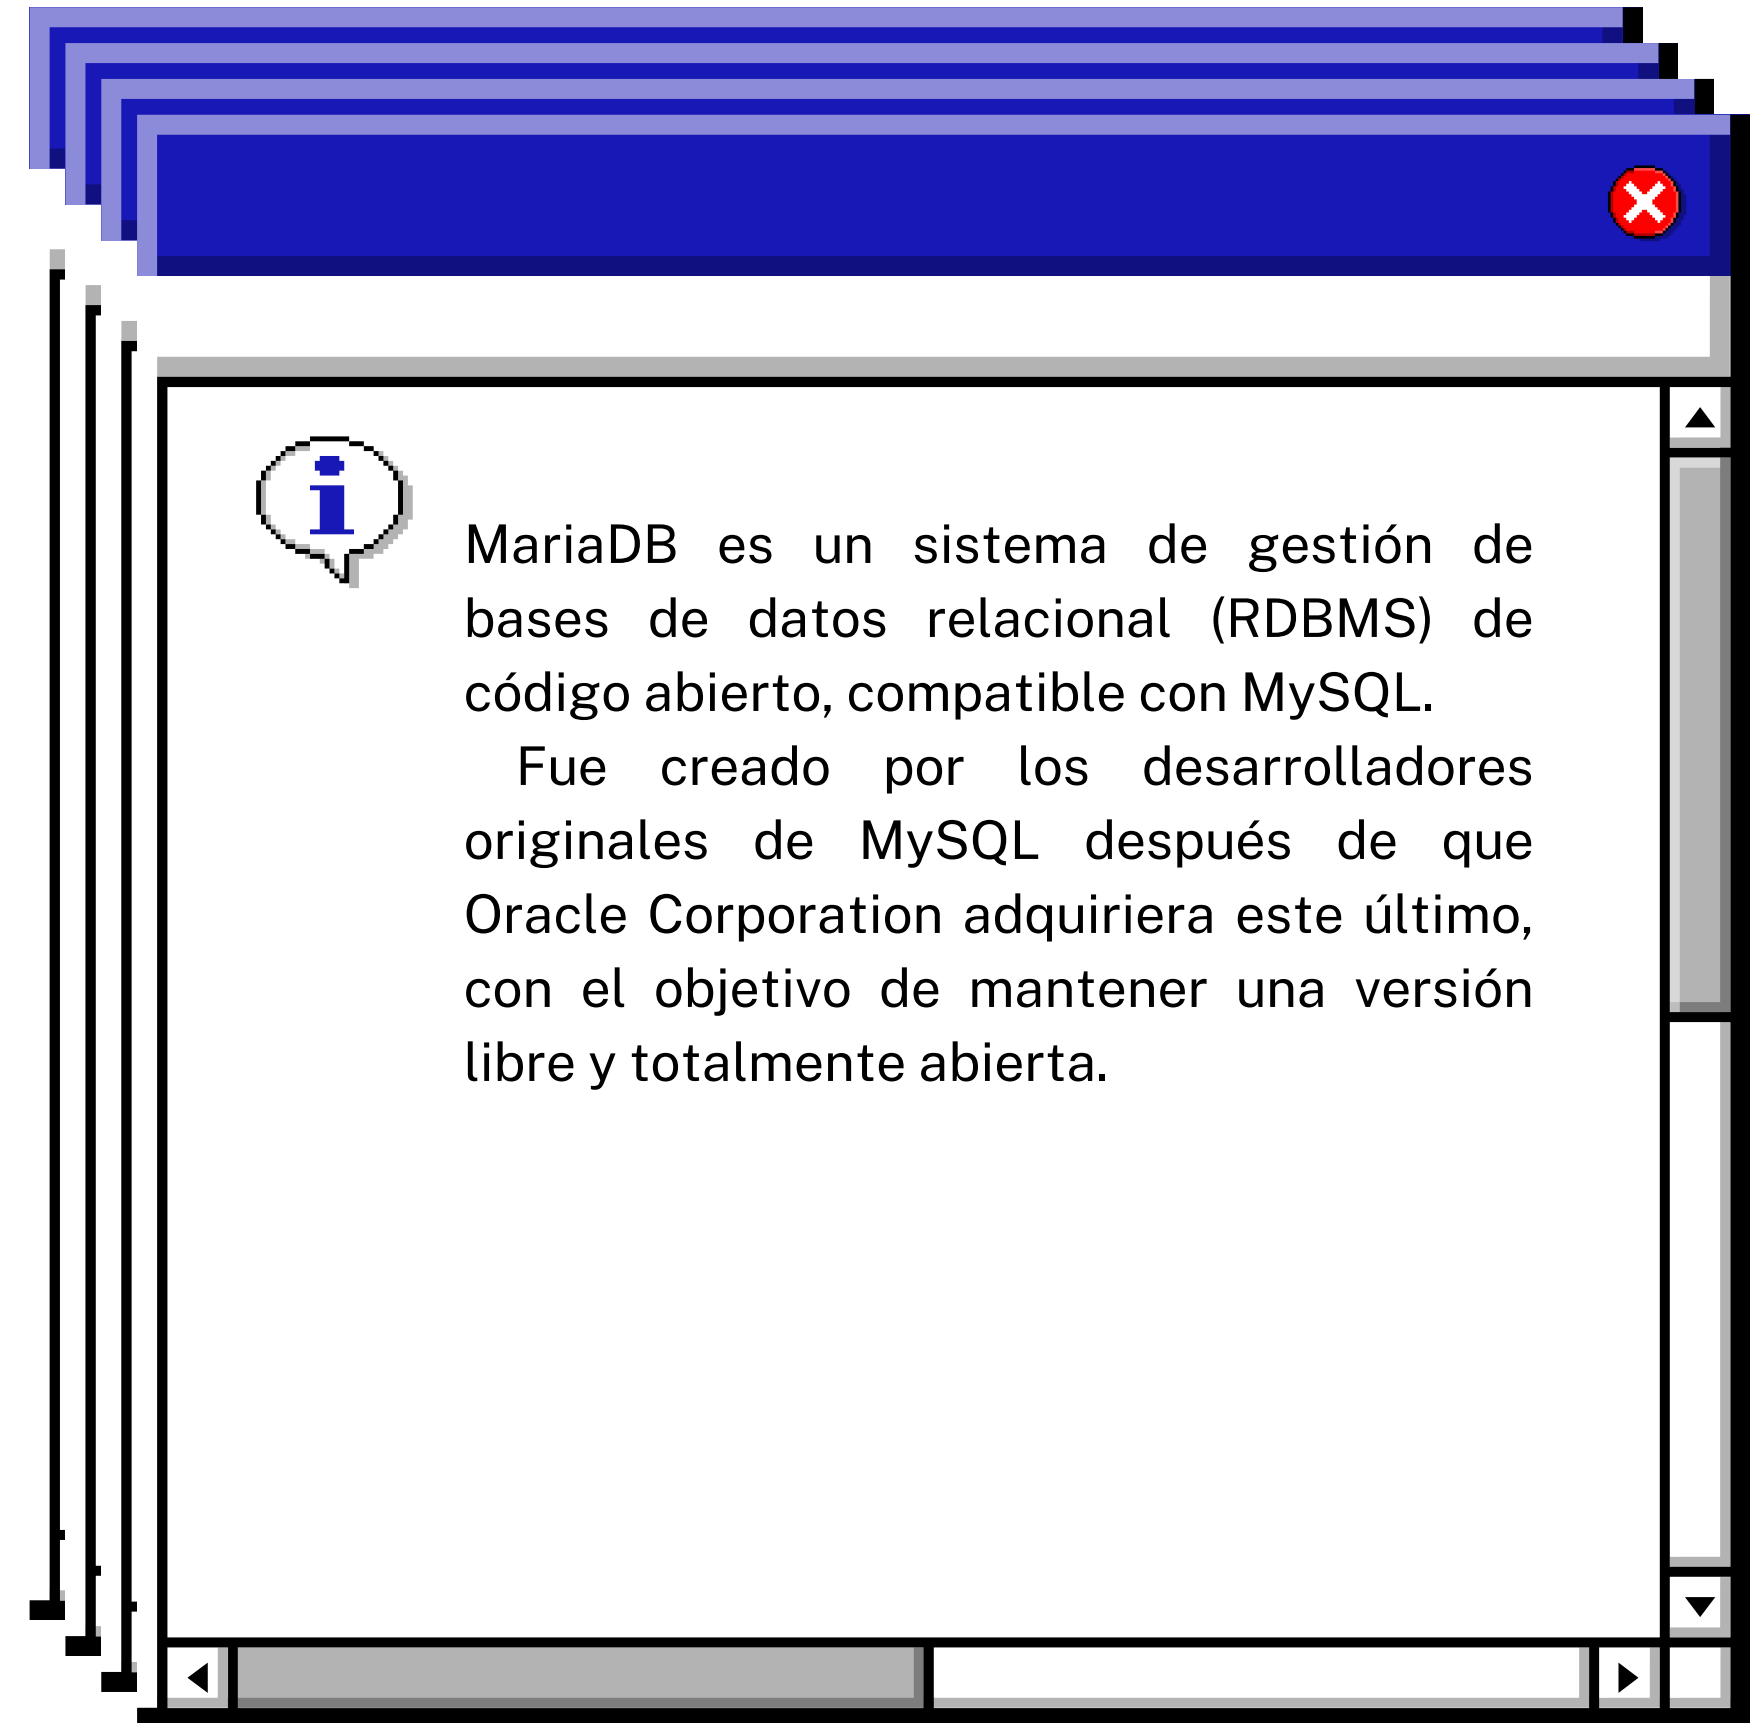 MariaDB es un sistema de gestión de
bases de datos relacional (RDBMS) de
código abierto, compatible con MySQL.
Fue creado por los desarrolladores
originales de MySQL después de que
Oracle Corporation adquiriera este último,
con el objetivo de mantener una versión
libre y totalmente abierta.